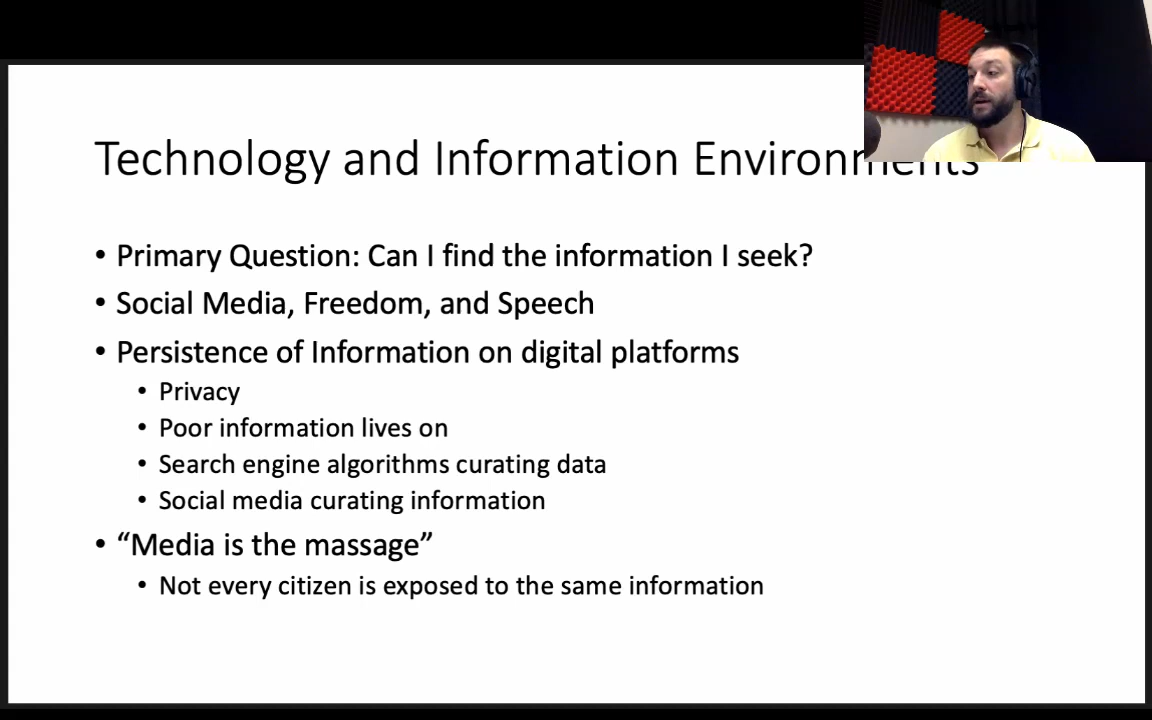 Technology and Information Environments
• Primary Question: Can I find the information I seek?
• Social Media, Freedom, and Speech
• Persistence of Information on digital platforms
• Privacy
• Poor information lives on
• Search engine algorithms curating data
• Social media curating information
• “Media is the massage”
• Not every citizen is exposed to the same information